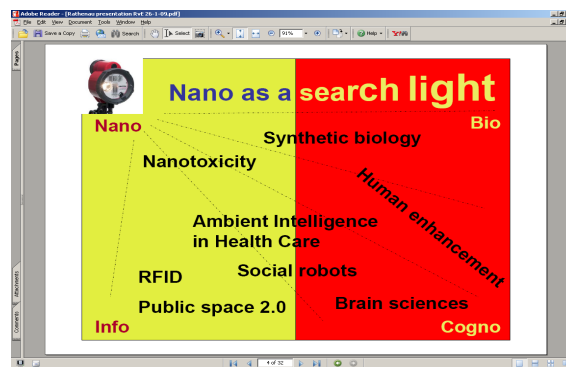 Adobe Reader - [Rathenau presentation RvE 26-1-09.pdf]
File Edit View Document Tools Window Help
Save a Copy Search Select 91% Help
Pages
Nano as a search light
Nano
Bio
Synthetic biology
Nanotoxicity
Human enhancement
Ambient Intelligence
in Health Care
Social robots
RFID
Public space 2.0
Brain sciences
Info
Cogno
Attachments
Comments
4 of 32